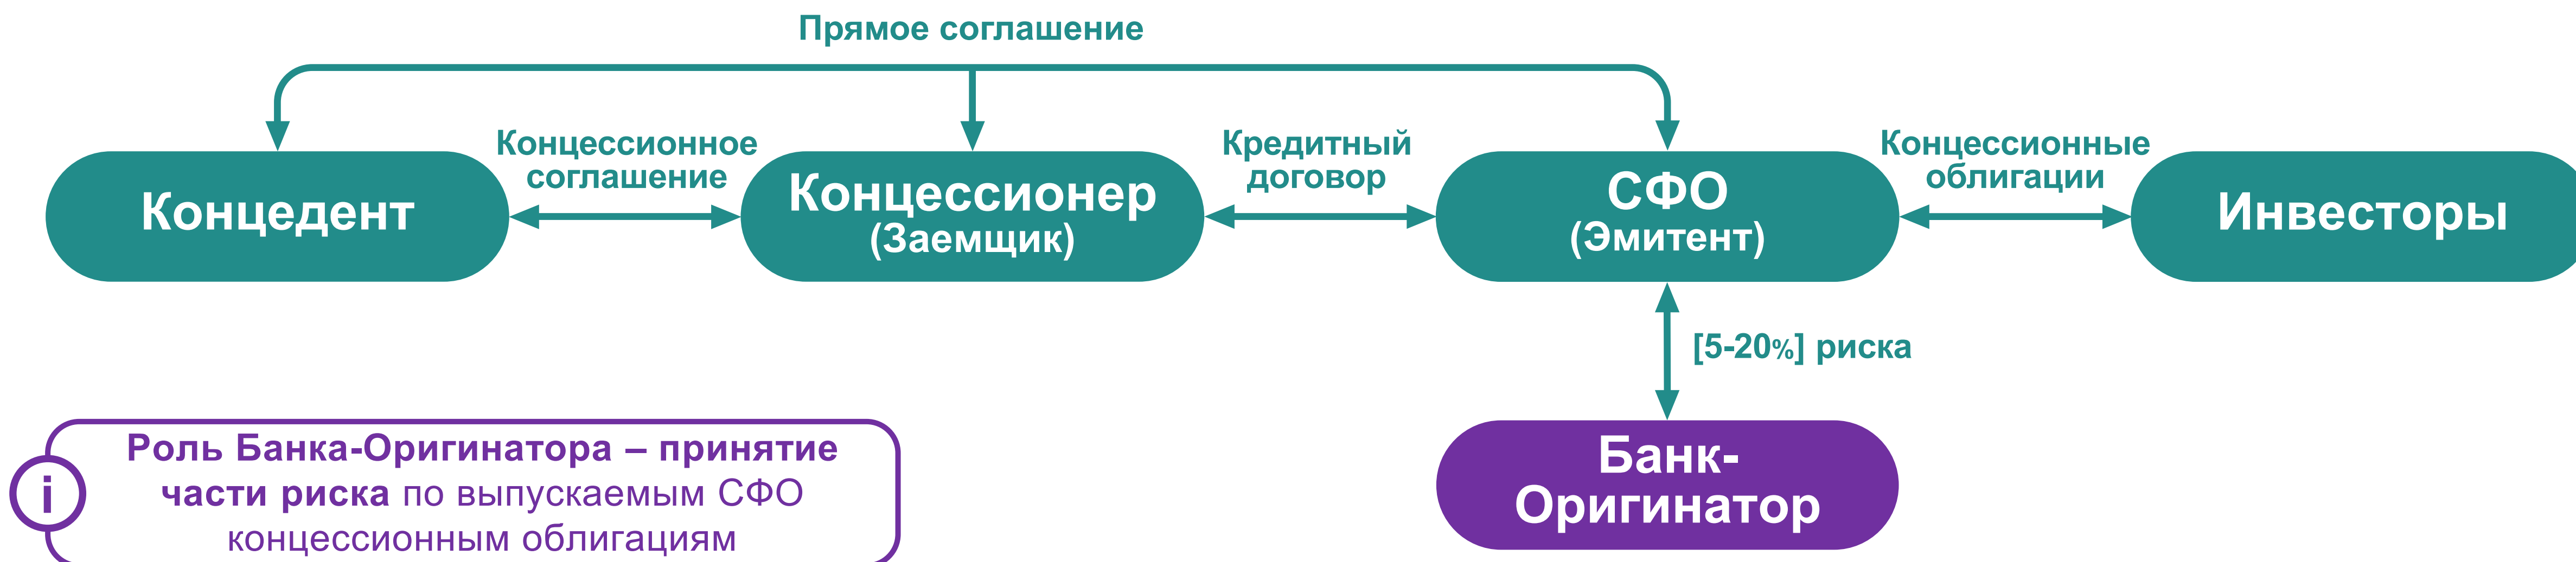 Прямое соглашение
Концессионное
соглашение
Кредитный
договор
Концессионные
облигации
Концедент
Концессионер
(Заемщик)
СФО
(Эмитент)
Инвесторы
[5-20%] риска
Банк-
Оригинатор
i
Роль Банка-Оригинатора – принятие
части риска по выпускаемым СФО
концессионным облигациям